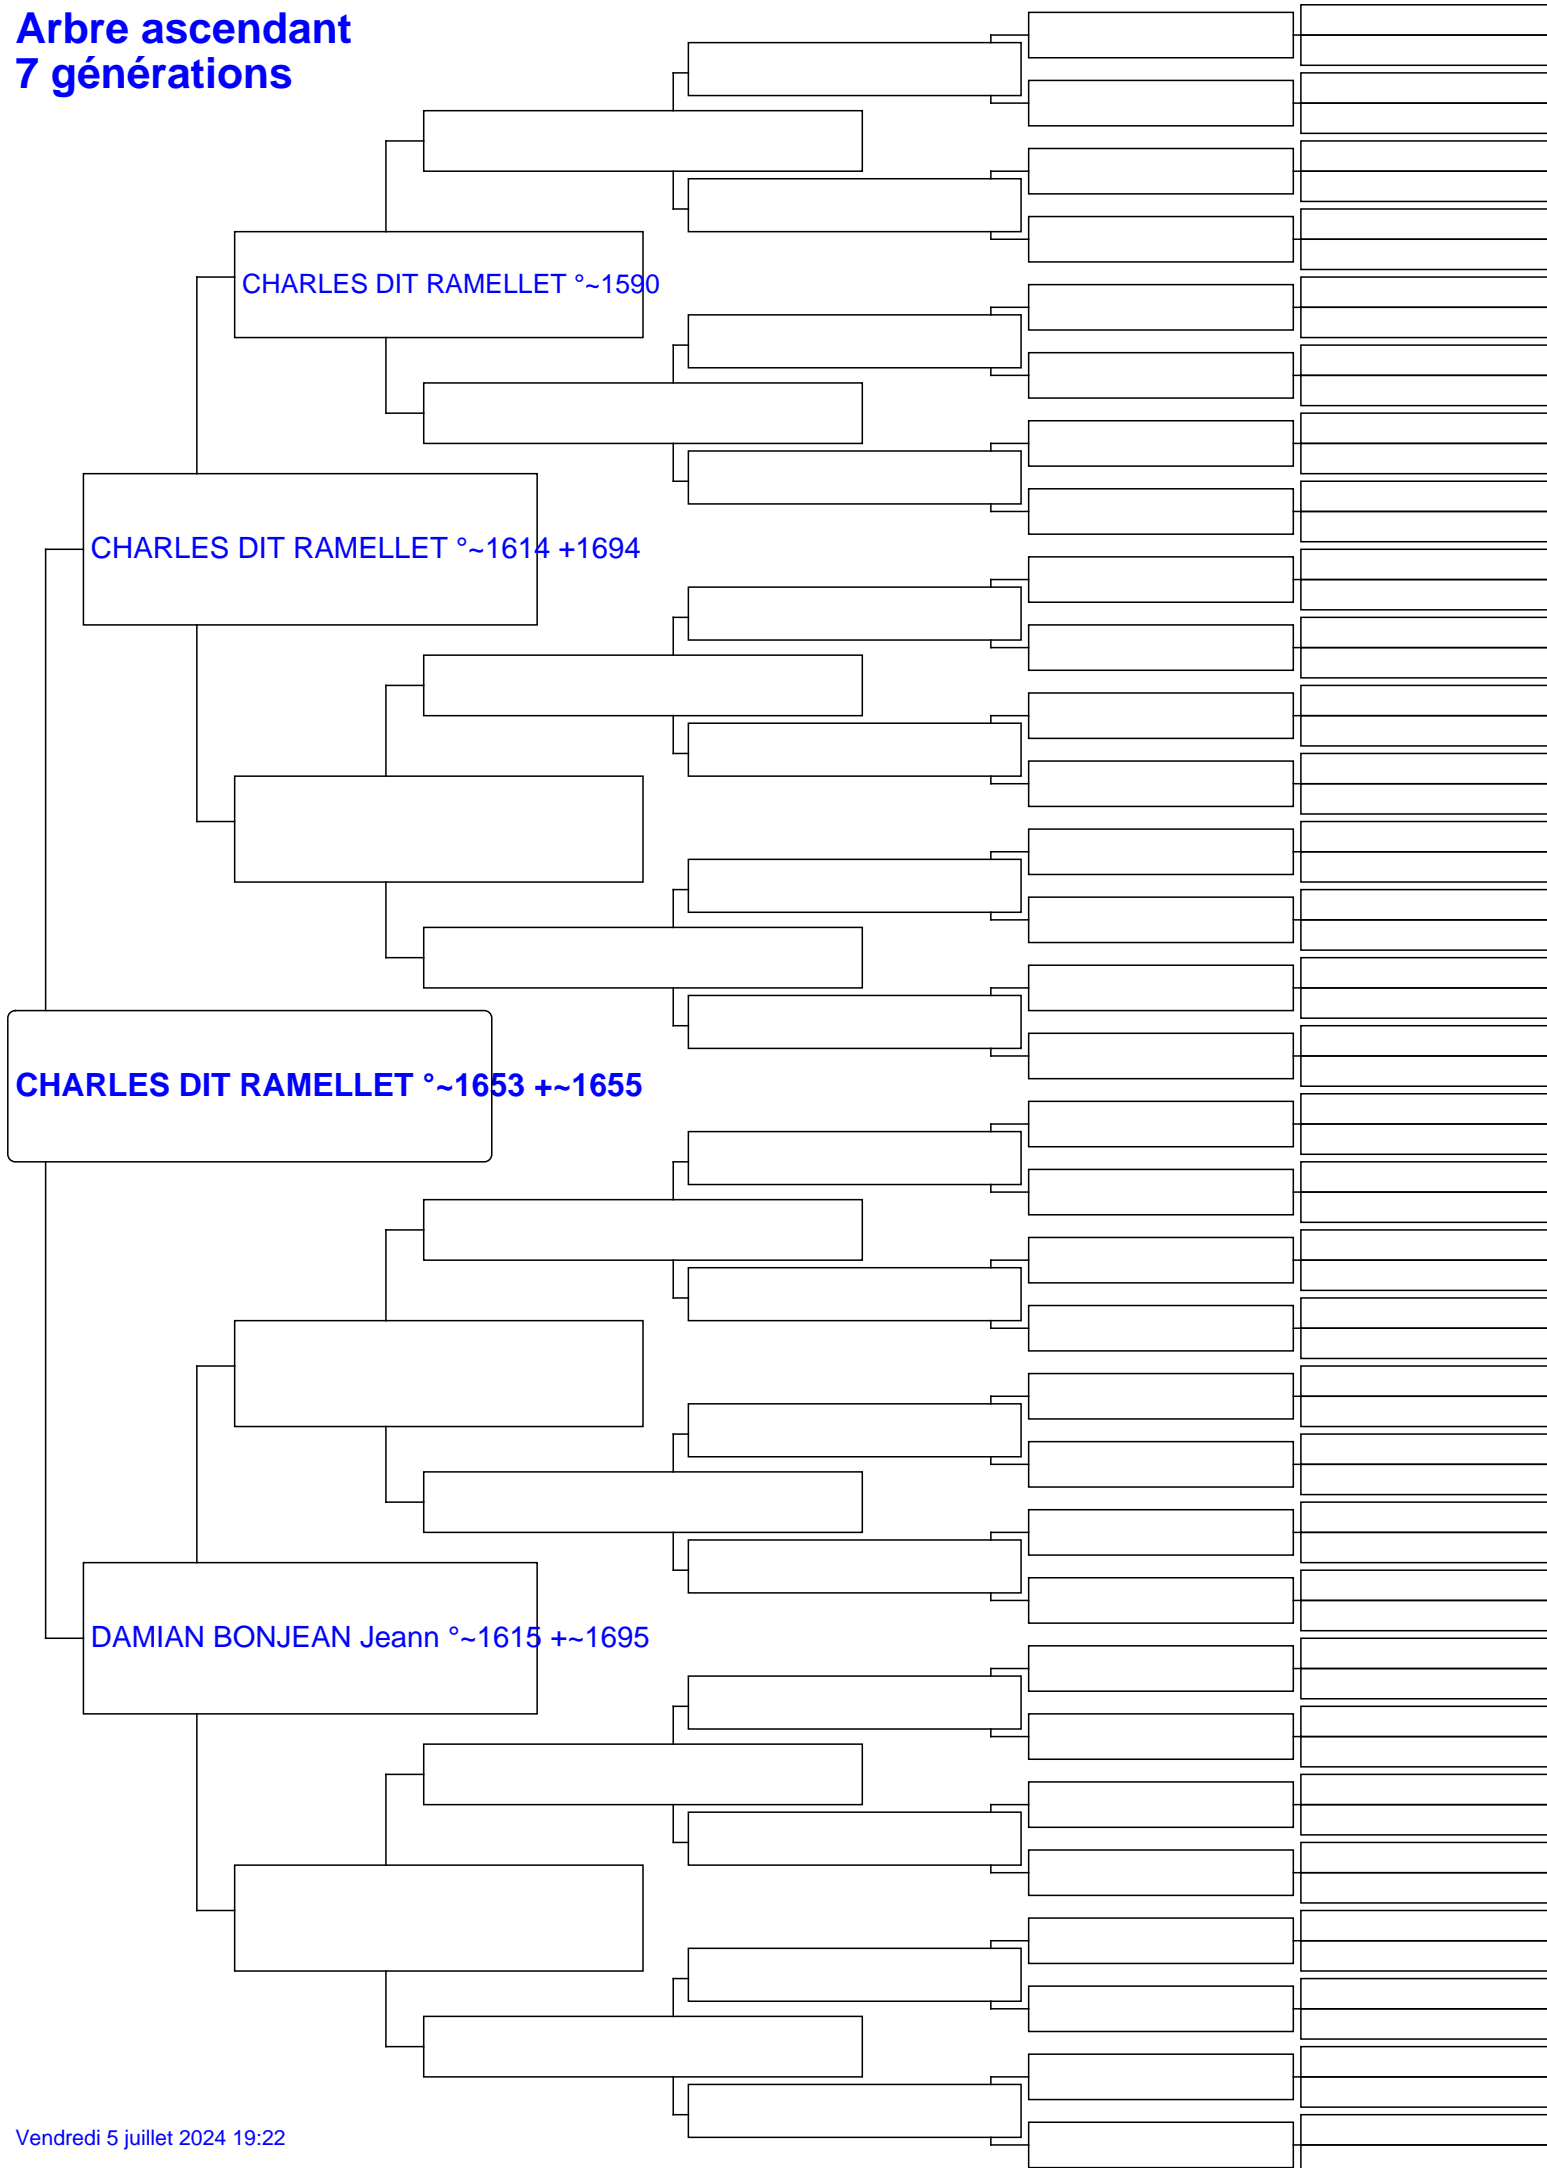 Arbre ascendant
7 générations
CHARLES DIT RAMELLET °~1590
CHARLES DIT RAMELLET °~1614 +1694
CHARLES DIT RAMELLET °~1653 +~1655
DAMIAN BONJEAN Jeann °~1615 +~1695
Vendredi 5 juillet 2024 19:22